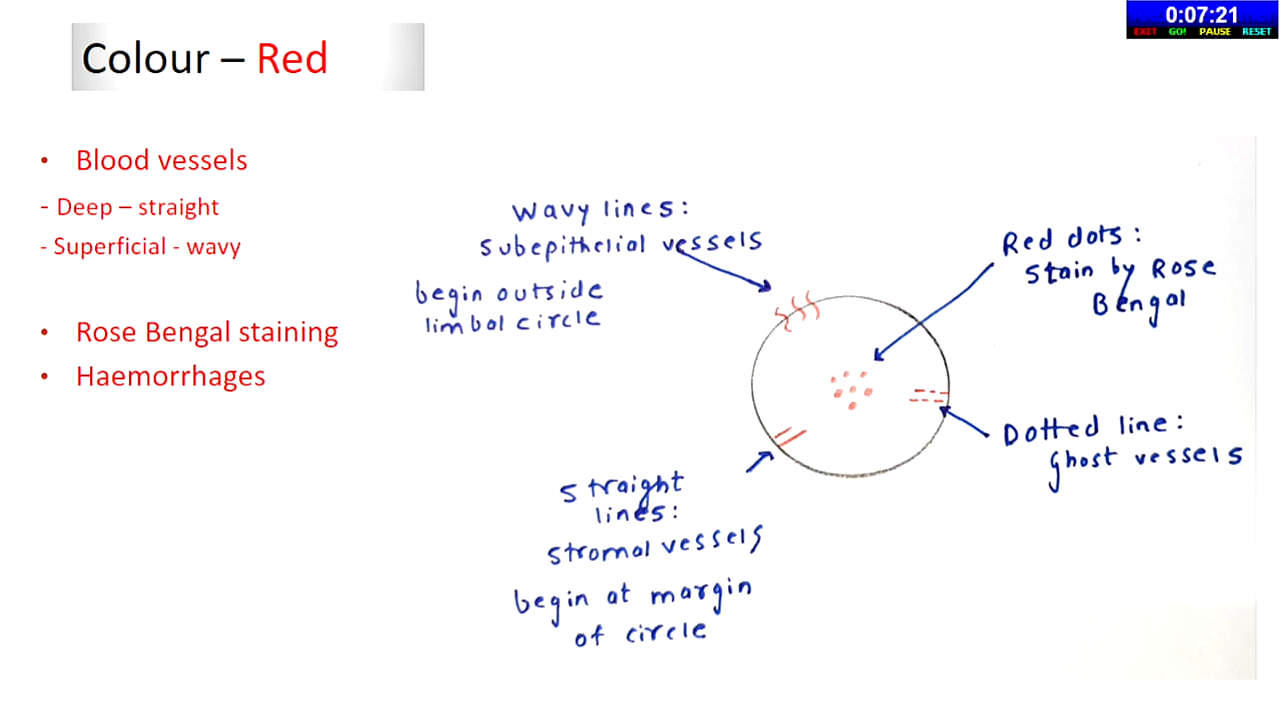 0:07:21
EXIT GO! PAUSE RESET
Colour – Red
• Blood vessels
- Deep – straight
- Superficial - wavy
• Rose Bengal staining
• Haemorrhages
Wavy lines:
subepithelial vessels
begin outside
limbal circle
Red dots:
Stain by Rose
Bengal
Dotted line:
Ghost vessels
Straight
lines:
stromal vessels
begin at margin
of circle